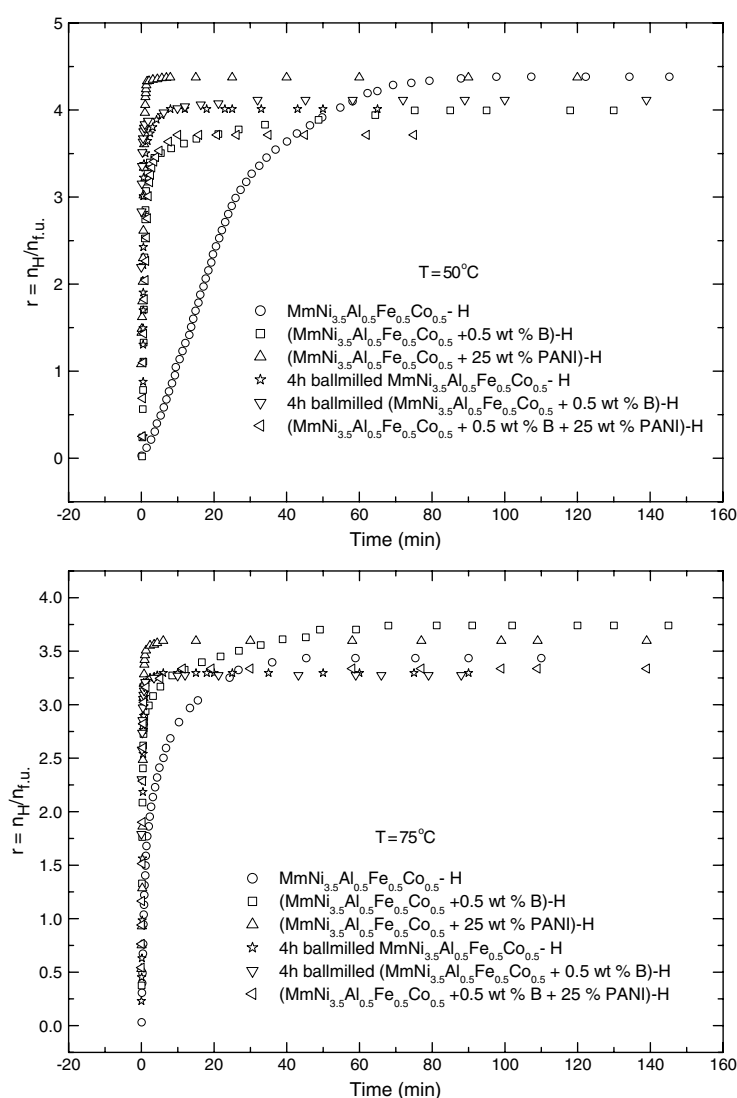 5
4
3
2
1
0
r = n_H/n_f.u.
T=50°C
MmNi3.5Al0.5Fe0.5Co0.5- H
(MmNi3.5Al0.5Fe0.5Co0.5 +0.5 wt % B)-H
(MmNi3.5Al0.5Fe0.5Co0.5 + 25 wt % PANI)-H
4h ballmilled MmNi3.5Al0.5Fe0.5Co0.5- H
4h ballmilled (MmNi3.5Al0.5Fe0.5Co0.5 + 0.5 wt % B)-H
(MmNi3.5Al0.5Fe0.5Co0.5 + 0.5 wt % B + 25 wt % PANI)-H
-20 0 20 40 60 80 100 120 140 160
Time (min)
4.0
3.5
3.0
2.5
2.0
1.5
1.0
0.5
0.0
r = n_H/n_f.u.
T=75°C
MmNi3.5Al0.5Fe0.5Co0.5- H
(MmNi3.5Al0.5Fe0.5Co0.5 +0.5 wt % B)-H
(MmNi3.5Al0.5Fe0.5Co0.5 + 25 wt % PANI)-H
4h ballmilled MmNi3.5Al0.5Fe0.5Co0.5- H
4h ballmilled (MmNi3.5Al0.5Fe0.5Co0.5 + 0.5 wt % B)-H
(MmNi3.5Al0.5Fe0.5Co0.5 +0.5 wt % B + 25 % PANI)-H
-20 0 20 40 60 80 100 120 140 160
Time (min)